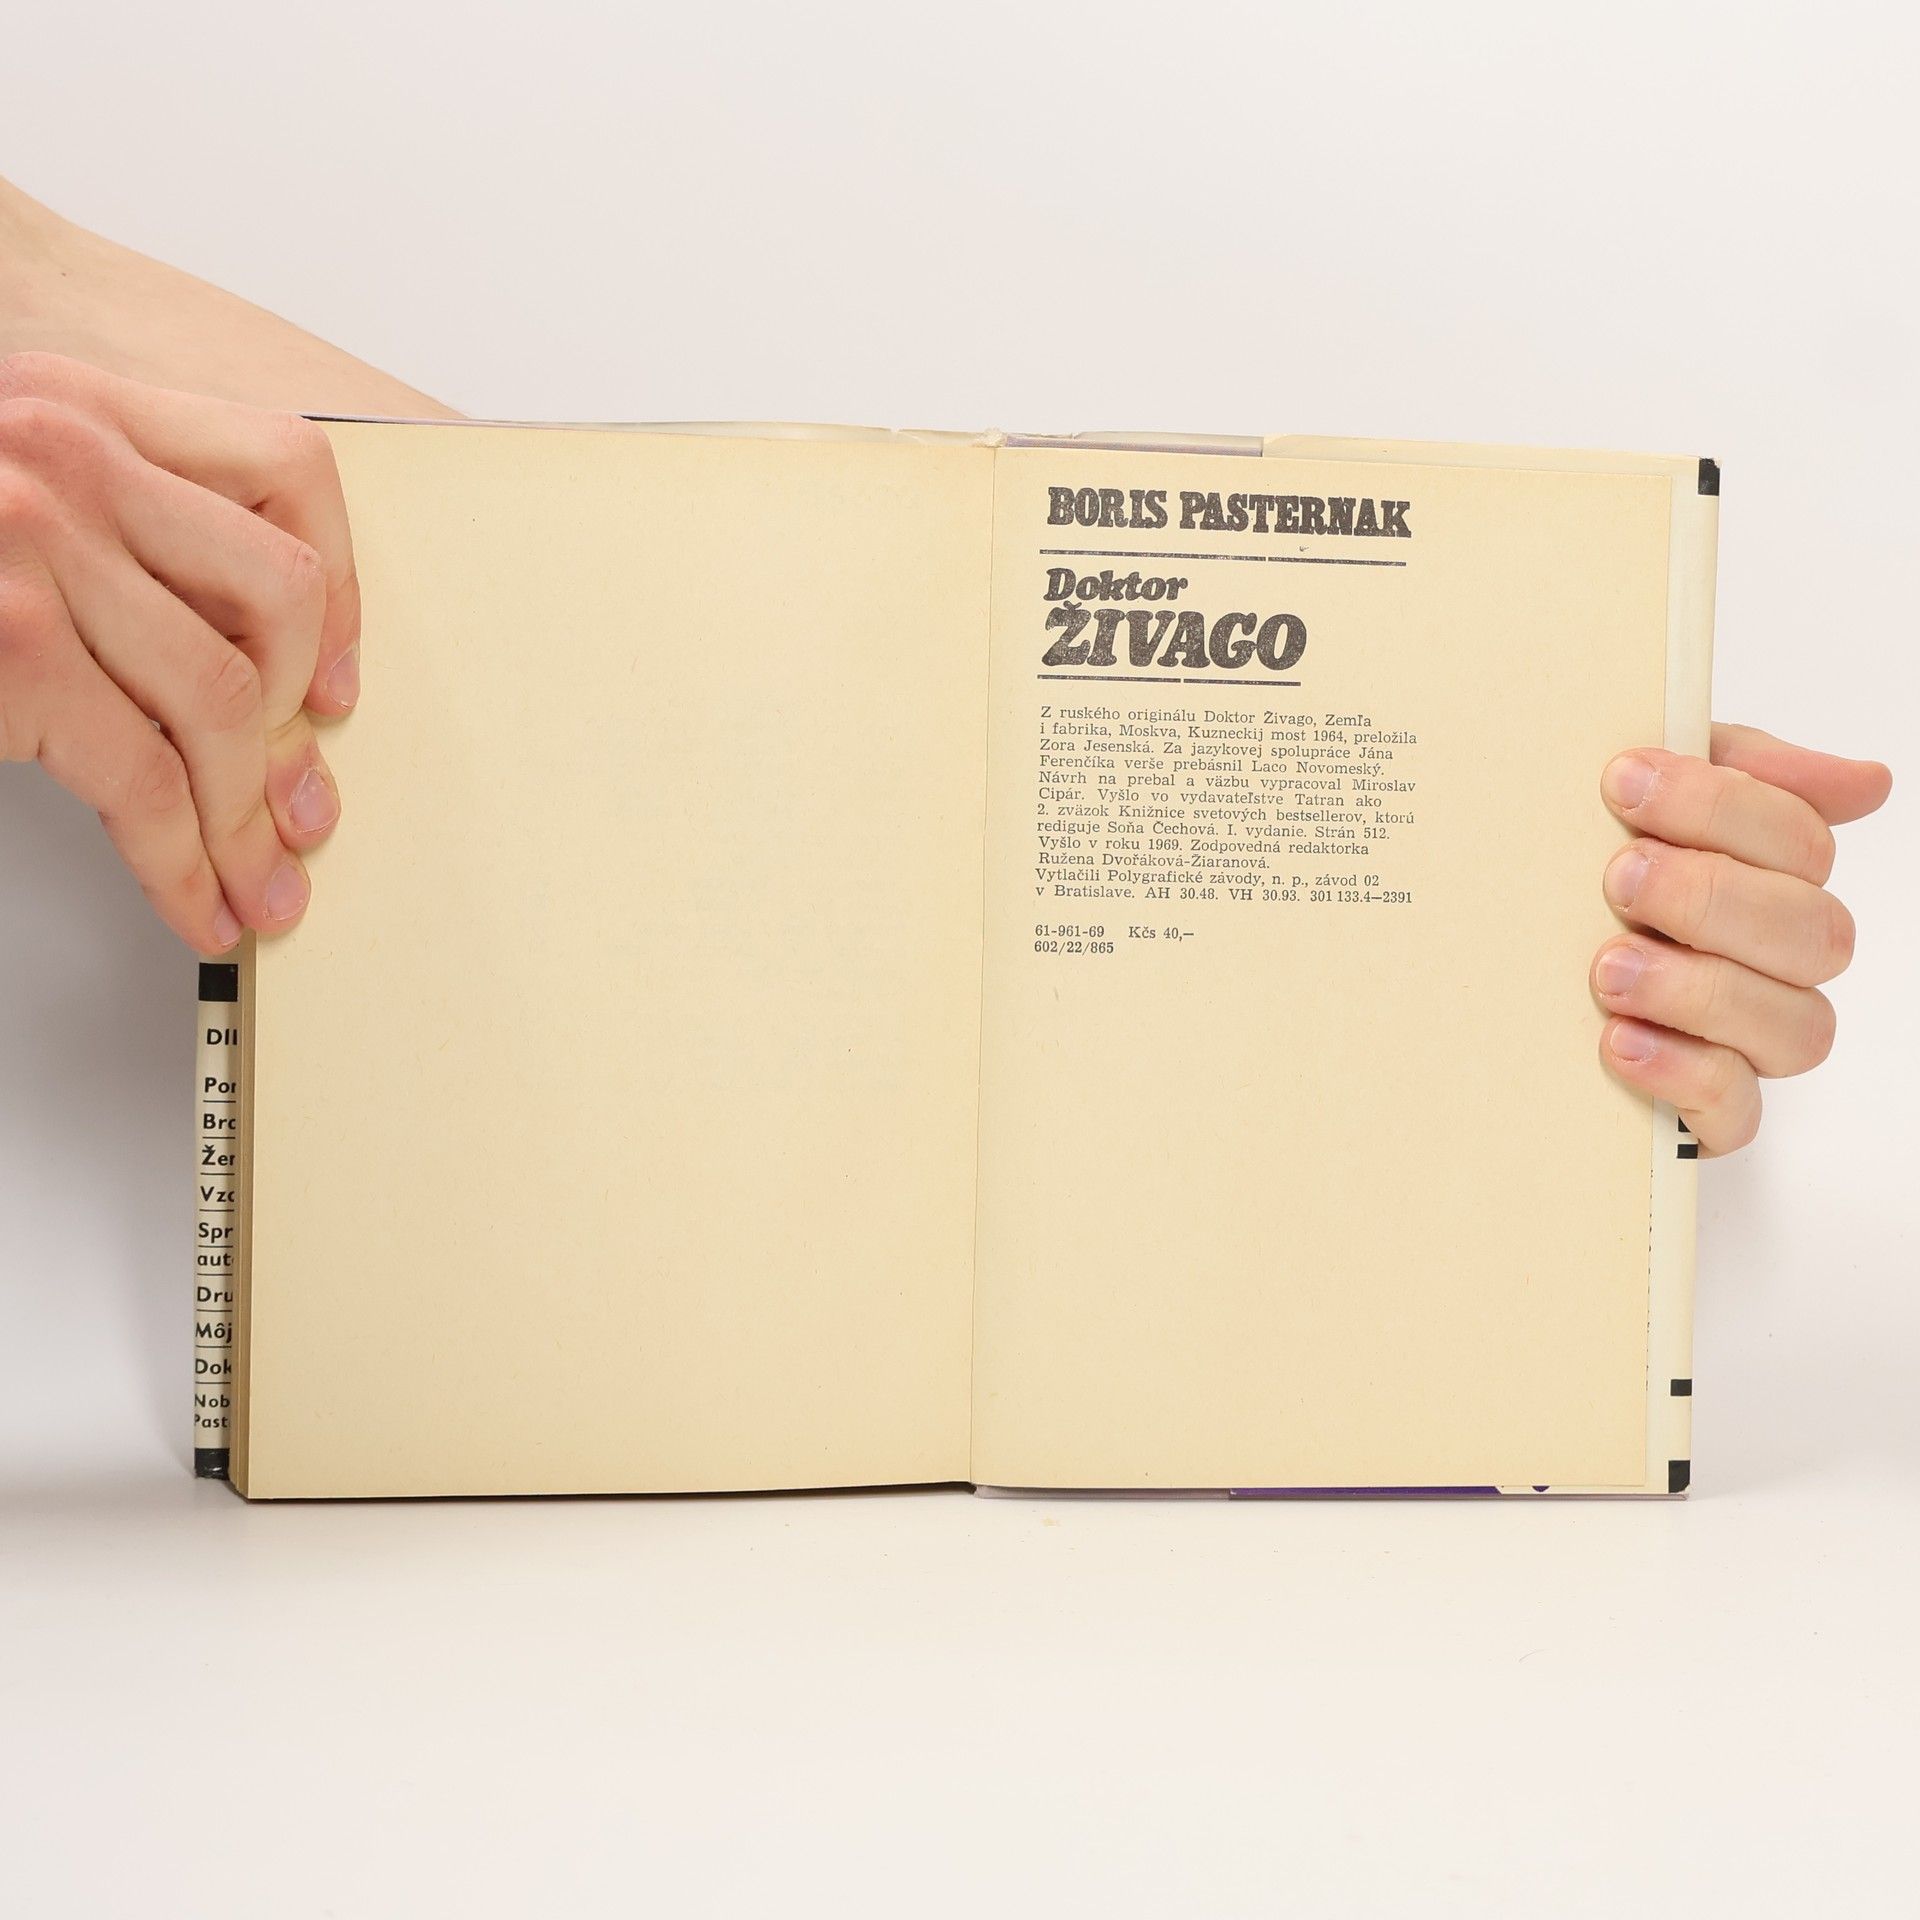 BORIS PASTERNAK
Doktor
ŽIVAGO
Z ruského originálu Doktor Živago, Zemľa
i fabrika, Moskva, Kuzneckij most 1964, preložila
Zora Jesenská. Za jazykovej spolupráce Jána
Ferenčíka verše prebásnil Laco Novomeský.
Návrh na prebal a väzbu vypracoval Miroslav
Cipár. Vyšlo vo vydavateľstve Tatran ako
2. zväzok Knižnice svetových bestsellerov, ktorú
rediguje Soňa Čechová. I. vydanie. Strán 512.
Vyšlo v roku 1969. Zodpovedná redaktorka
Ružena Dvořáková-Žiaranová.
Vytlačili Polygrafické závody, n. p., závod 02
v Bratislave. AH 30.48. VH 30.93. 301 133.4—2391
61-961-69 Kčs 40,—
602/22/865